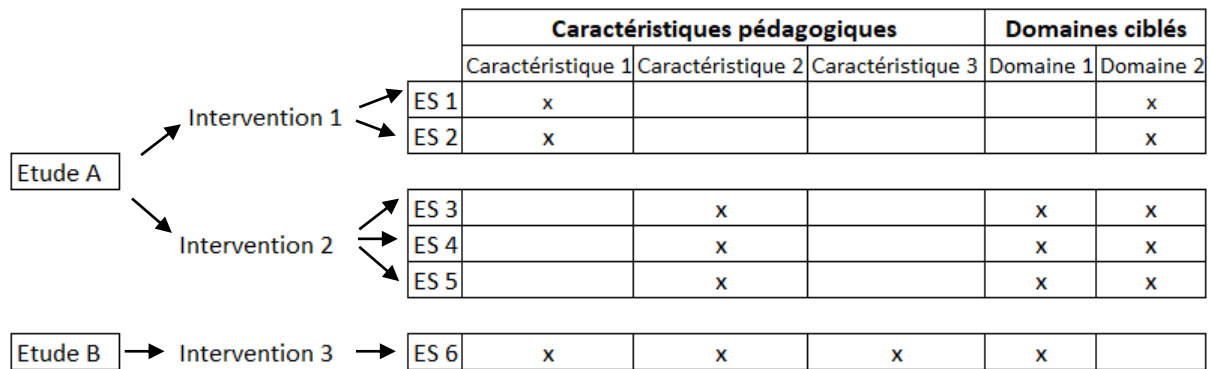 Caractéristiques pédagogiques Domaines ciblés
Caractéristique 1 Caractéristique 2 Caractéristique 3 Domaine 1 Domaine 2
Intervention 1
ES 1 x x
ES 2 x x
Etude A
Intervention 2
ES 3 x x x
ES 4 x x x
ES 5 x x x
Etude B Intervention 3 ES 6 x x x x